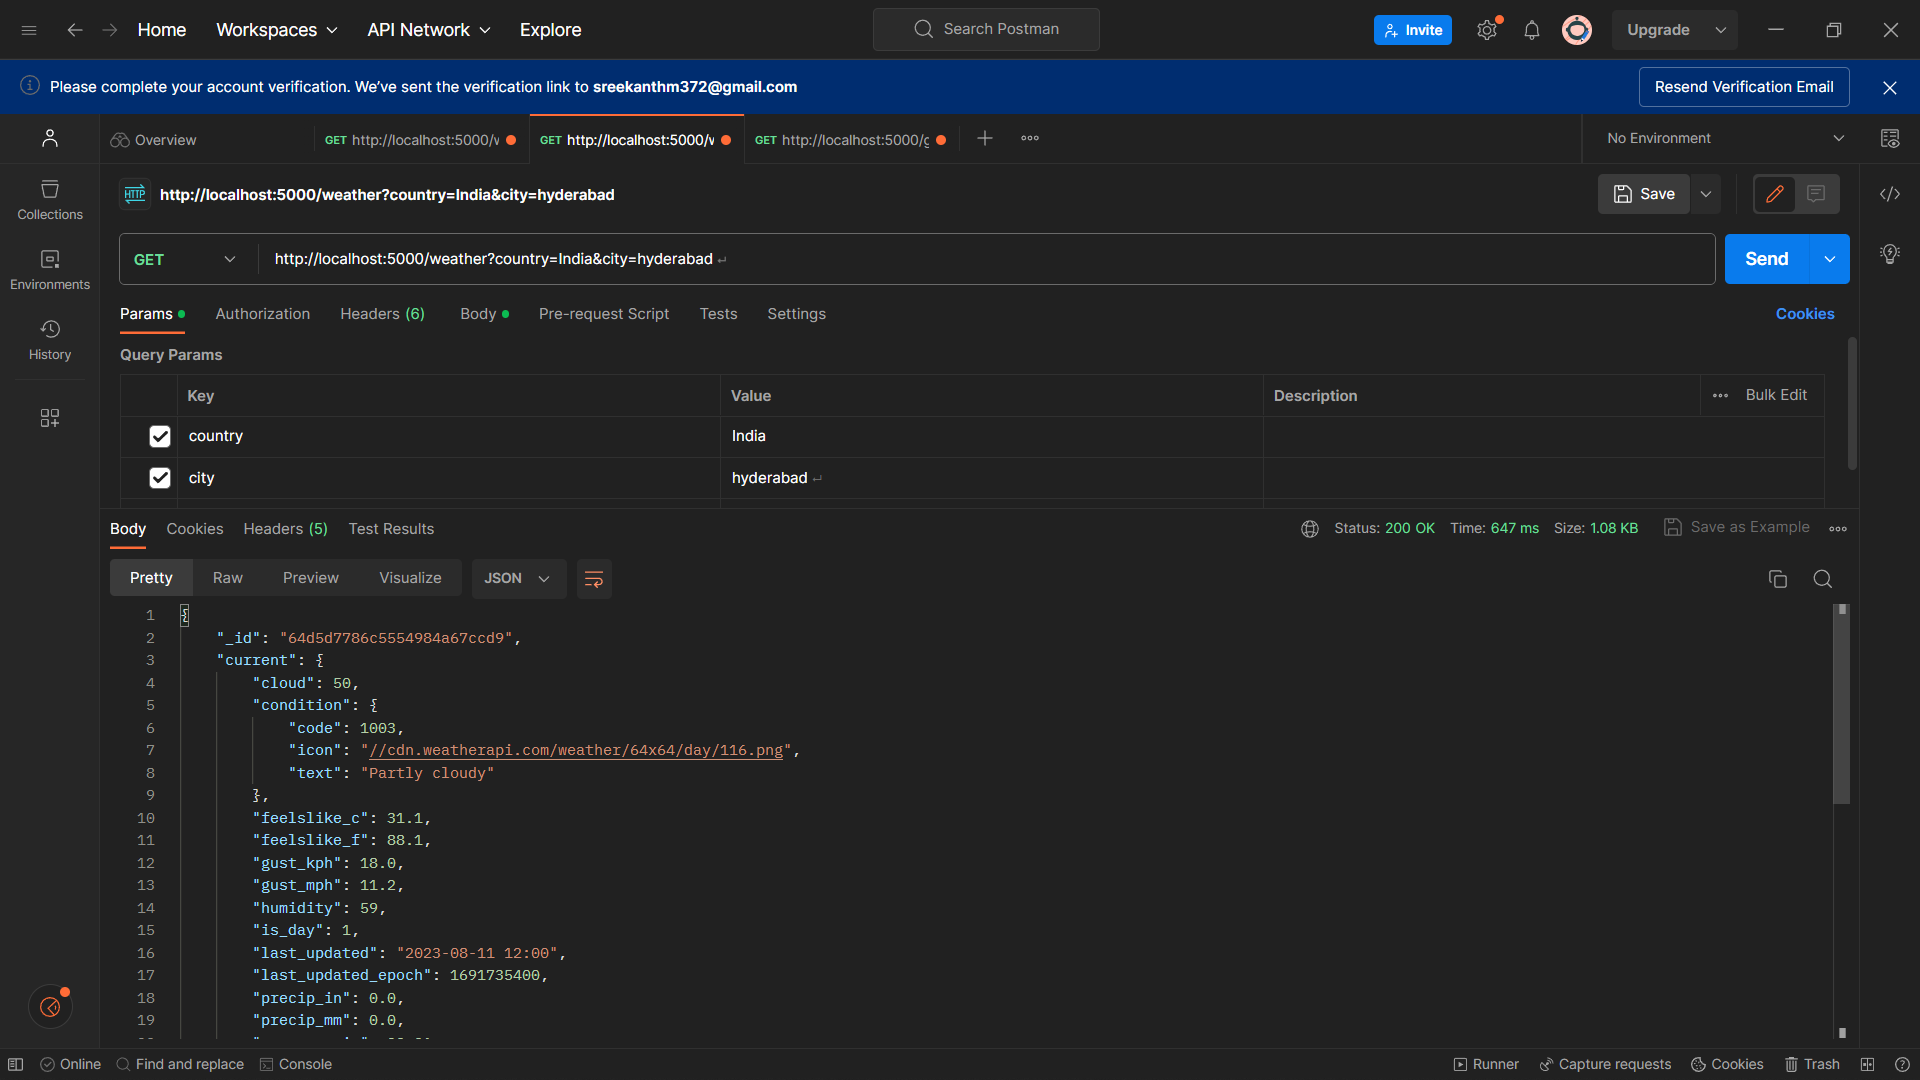 Home Workspaces API Network Explore Search Postman Invite Upgrade
Please complete your account verification. We've sent the verification link to sreekanthm372@gmail.com Resend Verification Email
Overview GET http://localhost:5000/v GET http://localhost:5000/v GET http://localhost:5000/g No Environment
HTTP http://localhost:5000/weather?country=India&city=hyderabad Save
Collections
Environments
History
GET http://localhost:5000/weather?country=India&city=hyderabad Send
Params Authorization Headers (6) Body Pre-request Script Tests Settings Cookies
Query Params
Key Value Description Bulk Edit
country India
city hyderabad
Body Cookies Headers (5) Test Results Status: 200 OK Time: 647 ms Size: 1.08 KB Save as Example
Pretty Raw Preview Visualize JSON
1 {
2 "_id": "64d5d7786c5554984a67ccd9",
3 "current": {
4 "cloud": 50,
5 "condition": {
6 "code": 1003,
7 "icon": "//cdn.weatherapi.com/weather/64x64/day/116.png",
8 "text": "Partly cloudy"
9 },
10 "feelslike_c": 31.1,
11 "feelslike_f": 88.1,
12 "gust_kph": 18.0,
13 "gust_mph": 11.2,
14 "humidity": 59,
15 "is_day": 1,
16 "last_updated": "2023-08-11 12:00",
17 "last_updated_epoch": 1691735400,
18 "precip_in": 0.0,
19 "precip_mm": 0.0,
Online Find and replace Console Runner Capture requests Cookies Trash